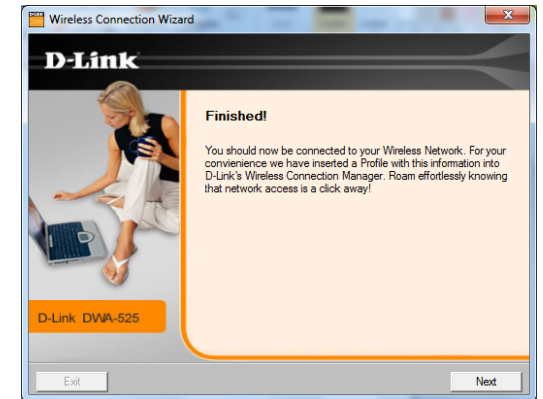 Wireless Connection Wizard
D-Link
Finished!
You should now be connected to your Wireless Network. For your
convienience we have inserted a Profile with this information into
D-Link's Wireless Connection Manager. Roam effortlessly knowing
that network access is a click away!
D-Link DWA-525
Exit
Next